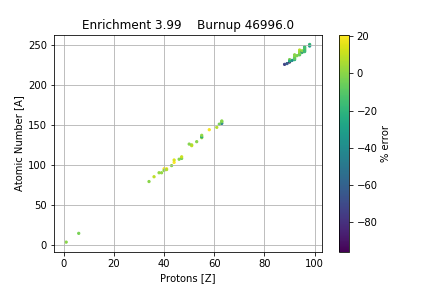 Enrichment 3.99    Burnup 46996.0
250
200
150
100
50
0
Atomic Number [A]
0 20 40 60 80 100
Protons [Z]
20
0
−20
−40
−60
−80
% error